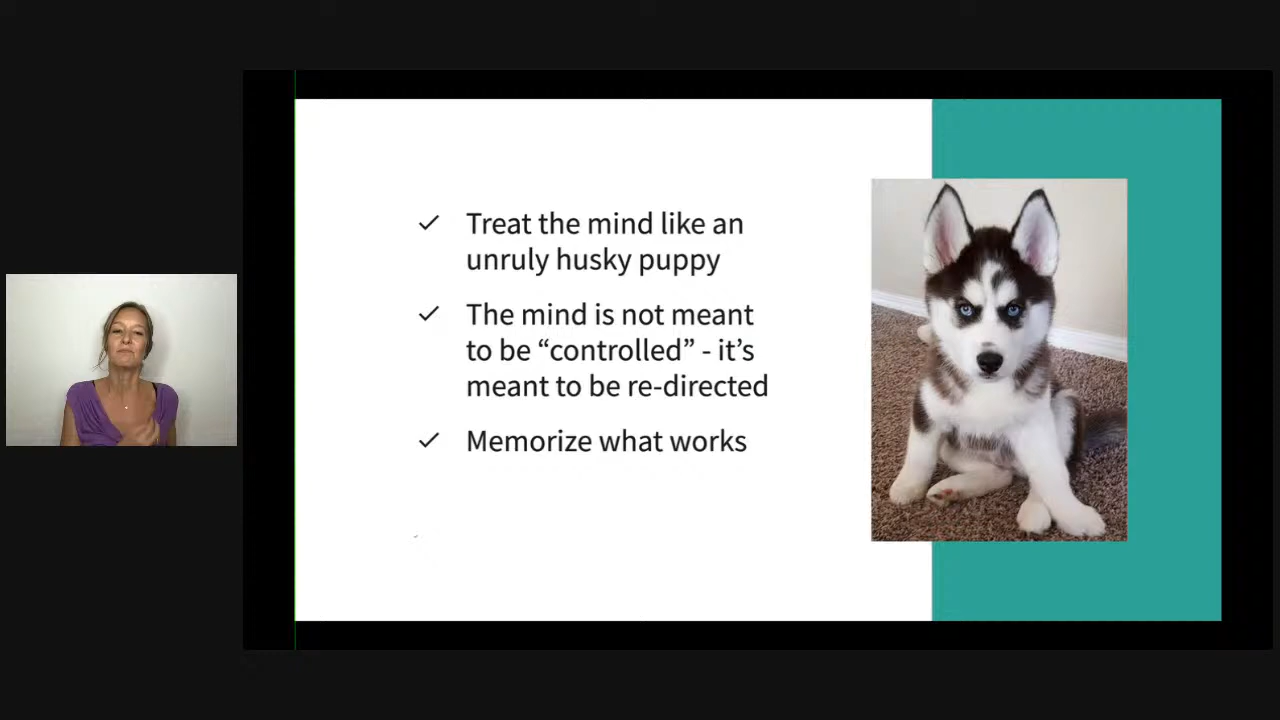 Treat the mind like an
unruly husky puppy
The mind is not meant
to be “controlled” - it’s
meant to be re-directed
Memorize what works